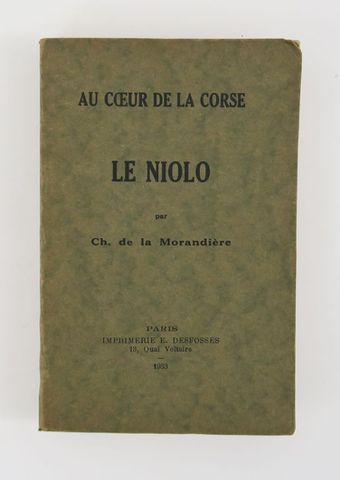 AU CŒUR DE LA CORSE
LE NIOLO
par
Ch. de la Morandière
PARIS
IMPRIMERIE E. DESFOSSES
13, Quai Voltaire
1933